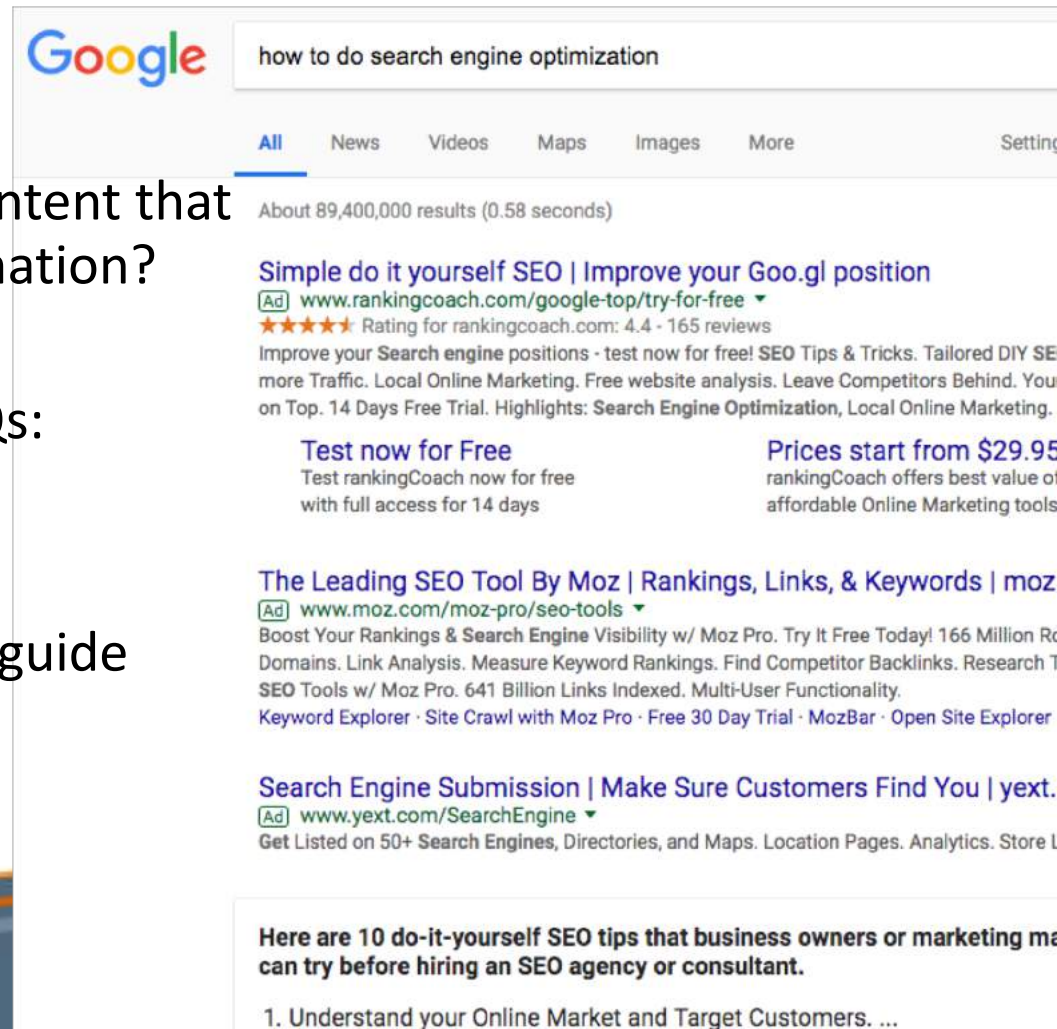 ntent that
nation?
Qs:
guide
Google
how to do search engine optimization
All News Videos Maps Images More Setting
About 89,400,000 results (0.58 seconds)
Simple do it yourself SEO | Improve your Goo.gl position
Ad www.rankingcoach.com/google-top/try-for-free
Rating for rankingcoach.com: 4.4 - 165 reviews
Improve your Search engine positions - test now for free! SEO Tips & Tricks. Tailored DIY SE
more Traffic. Local Online Marketing. Free website analysis. Leave Competitors Behind. You
on Top. 14 Days Free Trial. Highlights: Search Engine Optimization, Local Online Marketing.
Test now for Free
Test rankingCoach now for free
with full access for 14 days
Prices start from $29.95
rankingCoach offers best value of
affordable Online Marketing tools
The Leading SEO Tool By Moz | Rankings, Links, & Keywords | moz
Ad www.moz.com/moz-pro/seo-tools
Boost Your Rankings & Search Engine Visibility w/ Moz Pro. Try It Free Today! 166 Million Ro
Domains. Link Analysis. Measure Keyword Rankings. Find Competitor Backlinks. Research T
SEO Tools w/ Moz Pro. 641 Billion Links Indexed. Multi-User Functionality.
Keyword Explorer · Site Crawl with Moz Pro · Free 30 Day Trial · MozBar · Open Site Explorer
Search Engine Submission | Make Sure Customers Find You | yext.
Ad www.yext.com/SearchEngine
Get Listed on 50+ Search Engines, Directories, and Maps. Location Pages. Analytics. Store L
Here are 10 do-it-yourself SEO tips that business owners or marketing ma
can try before hiring an SEO agency or consultant.
1. Understand your Online Market and Target Customers. ...